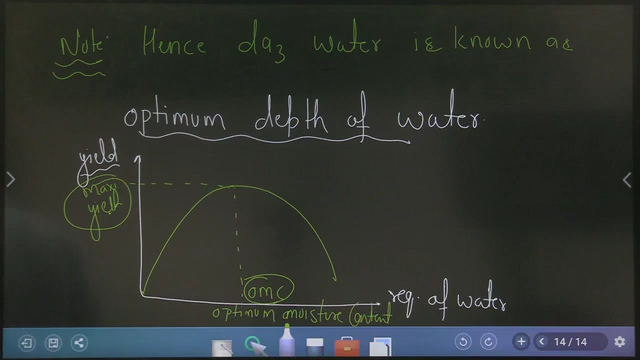 Note: Hence da3 water is known as
optimum depth of water.
yield
max yield
omc
req. of water
optimum moisture content
14/14